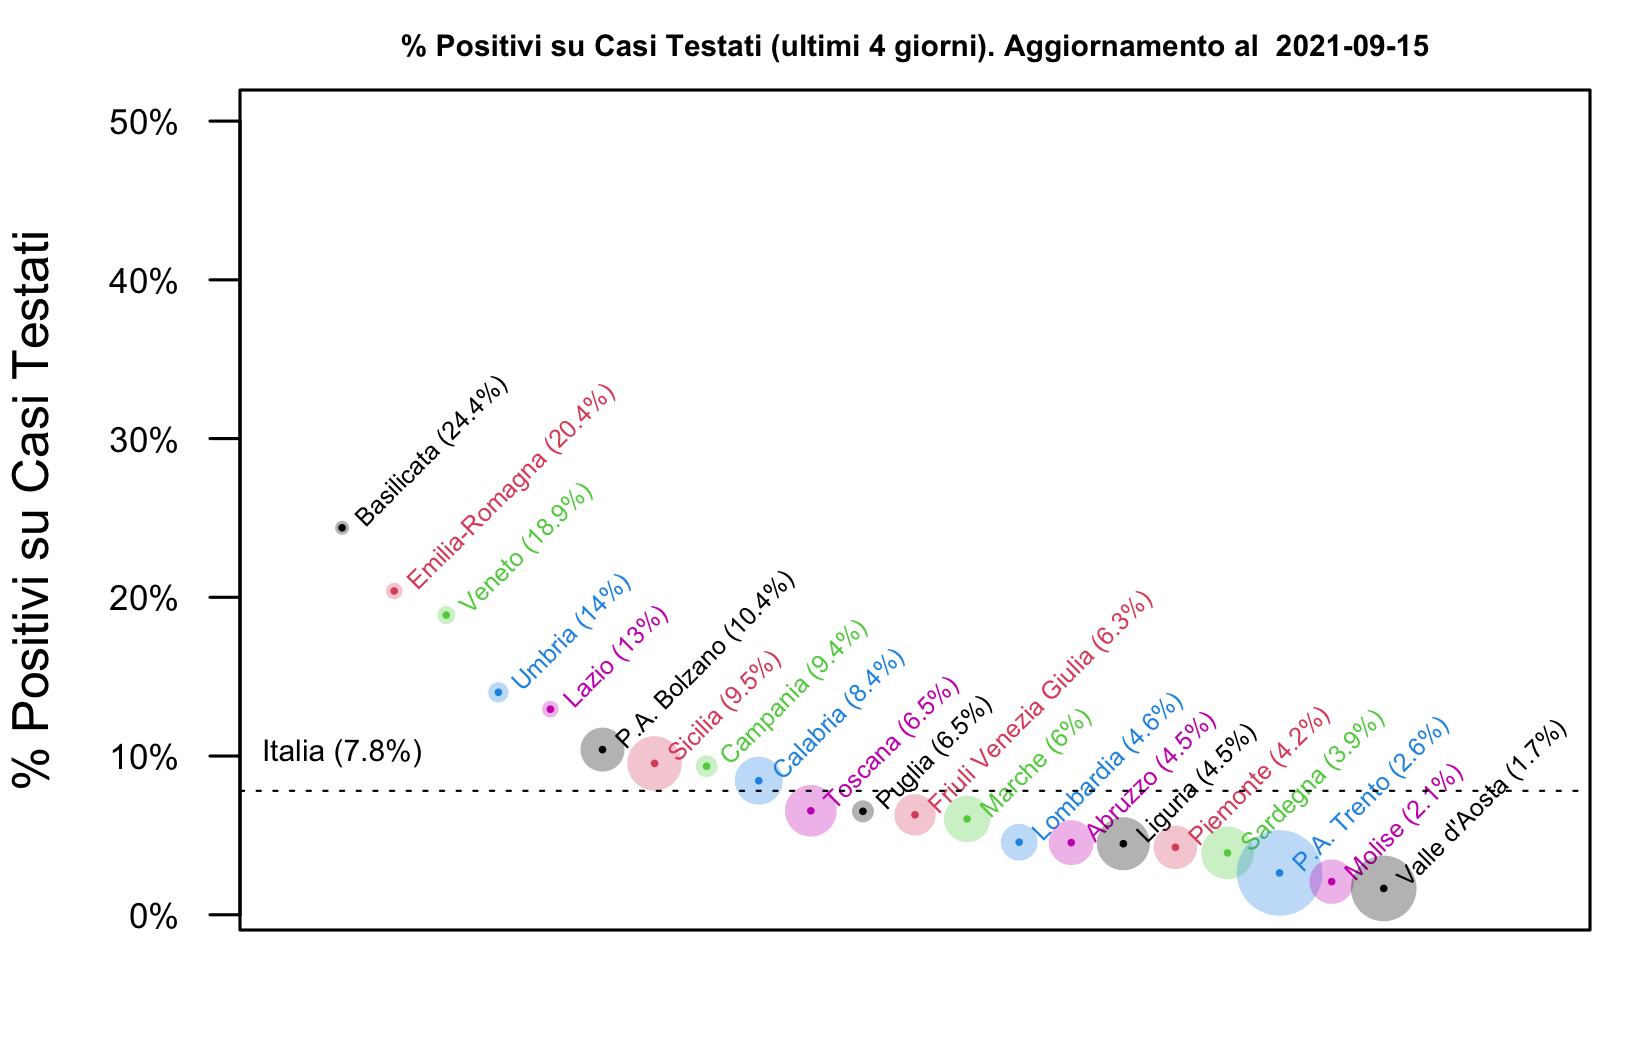 % Positivi su Casi Testati (ultimi 4 giorni). Aggiornamento al  2021-09-15
% Positivi su Casi Testati
50%
40%
30%
20%
10%
0%
Italia (7.8%)
Basilicata (24.4%)
Emilia-Romagna (20.4%)
Veneto (18.9%)
Umbria (14%)
Lazio (13%)
P.A. Bolzano (10.4%)
Sicilia (9.5%)
Campania (9.4%)
Calabria (8.4%)
Toscana (6.5%)
Puglia (6.5%)
Friuli Venezia Giulia (6.3%)
Marche (6%)
Lombardia (4.6%)
Abruzzo (4.5%)
Liguria (4.5%)
Piemonte (4.2%)
Sardegna (3.9%)
P.A. Trento (2.6%)
Molise (2.1%)
Valle d'Aosta (1.7%)